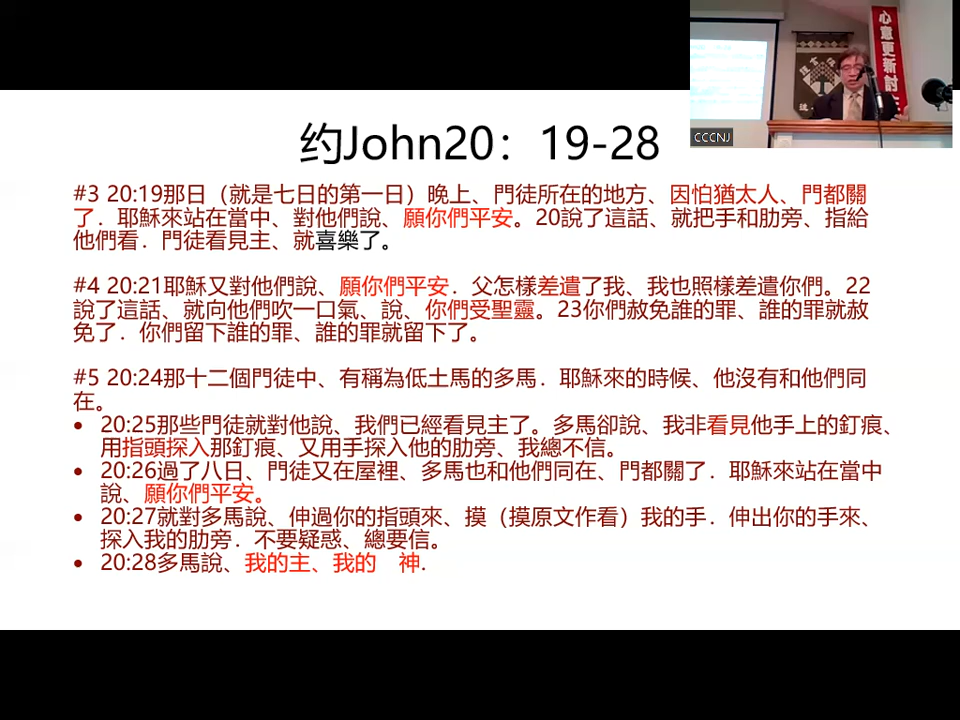 心意更新討
CCCNJ
约John20：19-28
#3 20:19那日（就是七日的第一日）晚上、門徒所在的地方、因怕猶太人、門都關
了．耶穌來站在當中、對他們說、願你們平安。20說了這話、就把手和肋旁、指給
他們看．門徒看見主、就喜樂了。
#4 20:21耶穌又對他們說、願你們平安．父怎樣差遣了我、我也照樣差遣你們。22
說了這話、就向他們吹一口氣、說、你們受聖靈。23你們赦免誰的罪、誰的罪就赦
免了．你們留下誰的罪、誰的罪就留下了。
#5 20:24那十二個門徒中、有稱為低土馬的多馬．耶穌來的時候、他沒有和他們同
在。
• 20:25那些門徒就對他說、我們已經看見主了。多馬卻說、我非看見他手上的釘痕、
用指頭探入那釘痕、又用手探入他的肋旁、我總不信。
• 20:26過了八日、門徒又在屋裡、多馬也和他們同在、門都關了．耶穌來站在當中
說、願你們平安。
• 20:27就對多馬說、伸過你的指頭來、摸（摸原文作看）我的手．伸出你的手來、
探入我的肋旁．不要疑惑、總要信。
• 20:28多馬說、我的主、我的　神.